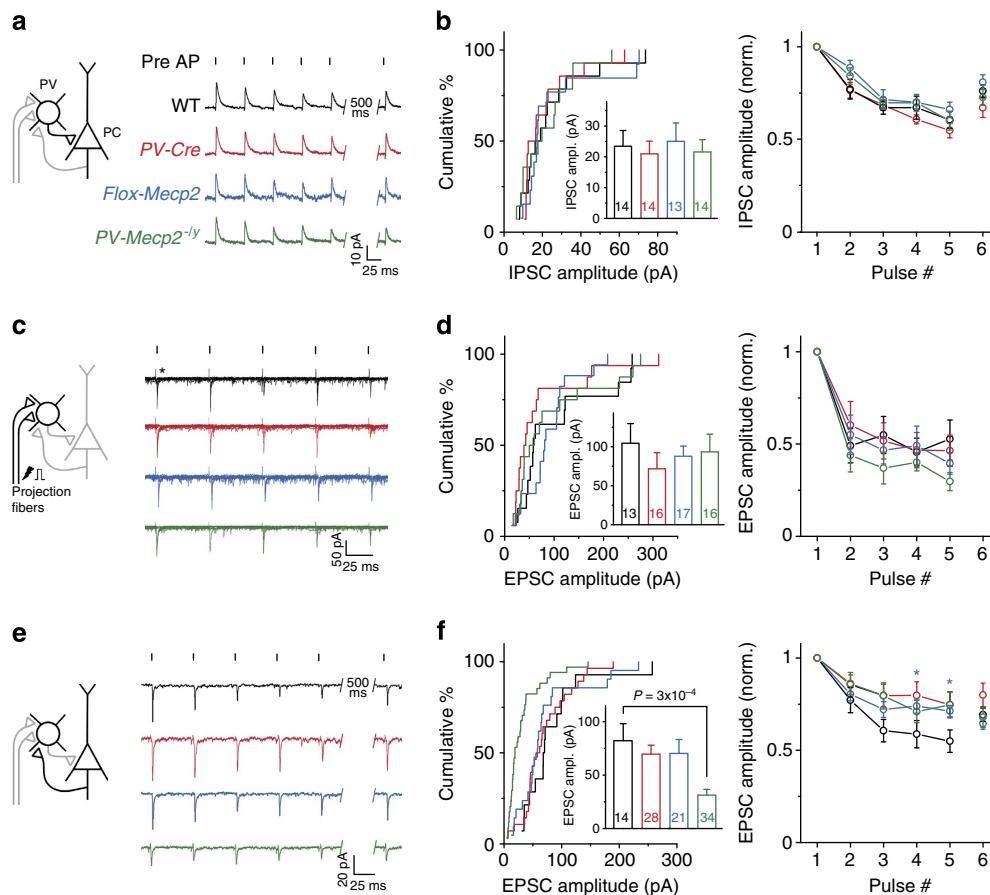 a
PV
PC
Pre AP
WT
500 ms
PV-Cre
Flox-Mecp2
PV-Mecp2-/y
10 pA
25 ms
b
Cumulative %
100
50
0
0 20 40 60 80
IPSC amplitude (pA)
IPSC ampl. (pA)
30
20
10
0
14 14 13 14
IPSC amplitude (norm.)
1
0.5
0
1 2 3 4 5 6
Pulse #
c
*
Projection
fibers
50 pA
25 ms
d
Cumulative %
100
50
0
0 100 200 300
EPSC amplitude (pA)
EPSC ampl. (pA)
100
75
50
25
0
13 16 17 16
EPSC amplitude (norm.)
1
0.5
0
1 2 3 4 5 6
Pulse #
e
500 ms
20 pA
25 ms
f
Cumulative %
100
50
0
0 100 200 300
EPSC amplitude (pA)
P = 3x10–4
EPSC ampl. (pA)
100
75
50
25
0
14 28 21 34
EPSC amplitude (norm.)
1
0.5
0
* *
1 2 3 4 5 6
Pulse #